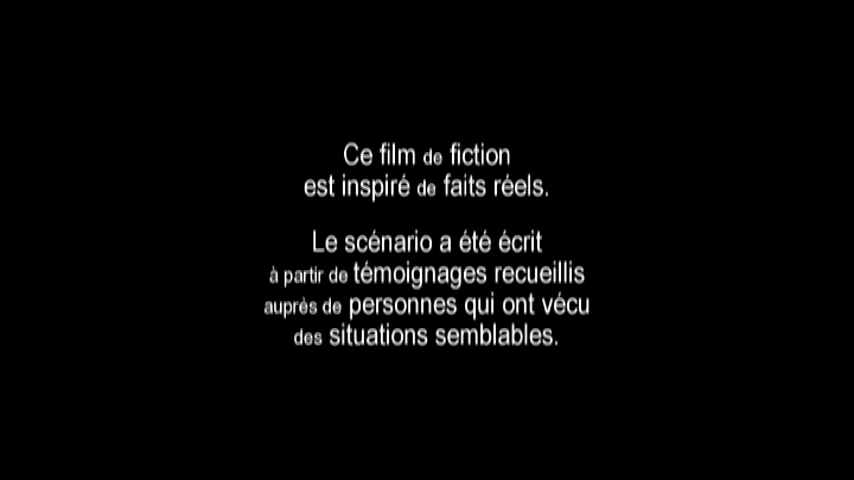 Ce film de fiction
est inspiré de faits réels.
Le scénario a été écrit
à partir de témoignages recueillis
auprès de personnes qui ont vécu
des situations semblables.